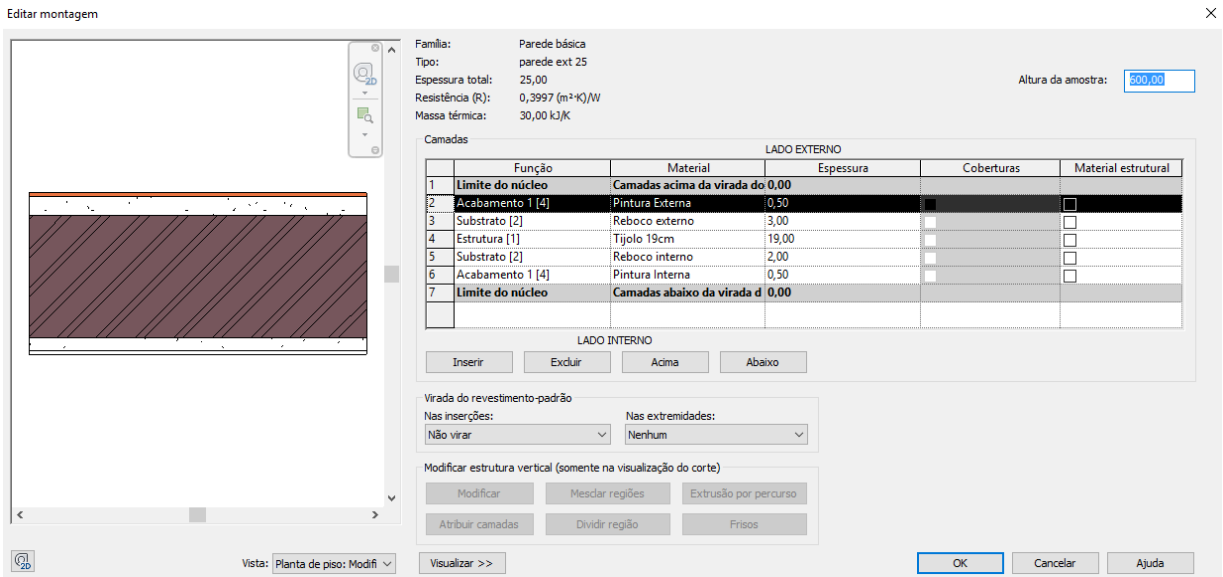 Editar montagem
2D
Família: Parede básica
Tipo: parede ext 25
Espessura total: 25,00
Resistência (R): 0,3997 (m²·K)/W
Massa térmica: 30,00 kJ/K
Altura da amostra: 600,00
Camadas
LADO EXTERNO
Função Material Espessura Coberturas Material estrutural
1 Limite do núcleo Camadas acima da virada do 0,00
2 Acabamento 1 [4] Pintura Externa 0,50
3 Substrato [2] Reboco externo 3,00
4 Estrutura [1] Tijolo 19cm 19,00
5 Substrato [2] Reboco interno 2,00
6 Acabamento 1 [4] Pintura Interna 0,50
7 Limite do núcleo Camadas abaixo da virada d 0,00
LADO INTERNO
Inserir Excluir Acima Abaixo
Virada do revestimento-padrão
Nas inserções: Nas extremidades:
Não virar Nenhum
Modificar estrutura vertical (somente na visualização do corte)
Modificar Mesclar regiões Extrusão por percurso
Atribuir camadas Dividir região Frisos
2D Vista: Planta de piso: Modifi Visualizar >> OK Cancelar Ajuda